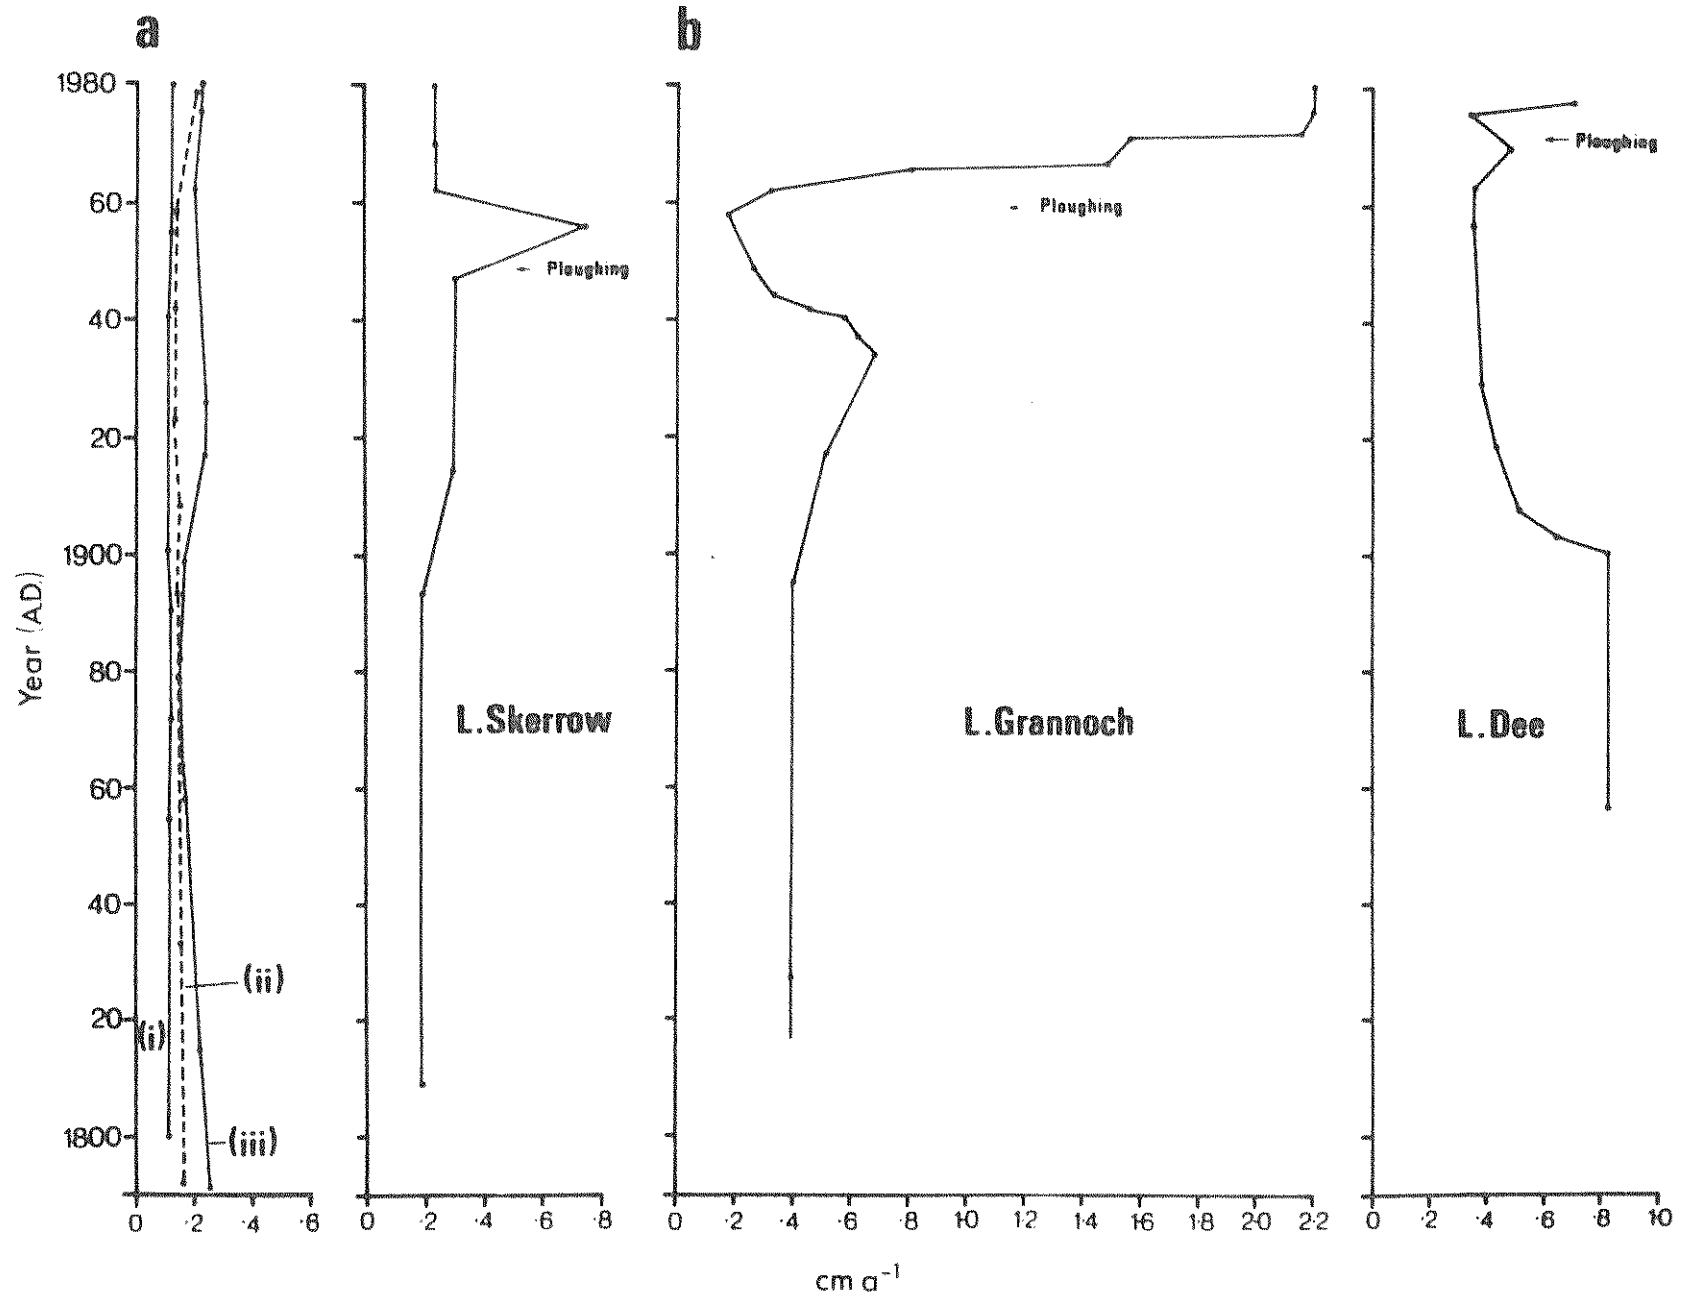 a
b
1980
60
40
20
1900
80
60
40
20
1800
Year (A.D.)
Ploughing
Ploughing
Ploughing
L.Skerrow
L.Grannoch
L.Dee
(i)
(ii)
(iii)
0 ·2 ·4 ·6
0 ·2 ·4 ·6 ·8
0 ·2 ·4 ·6 ·8 1·0 1·2 1·4 1·6 1·8 2·0 2·2
0 ·2 ·4 ·6 ·8 1·0
cm a⁻¹